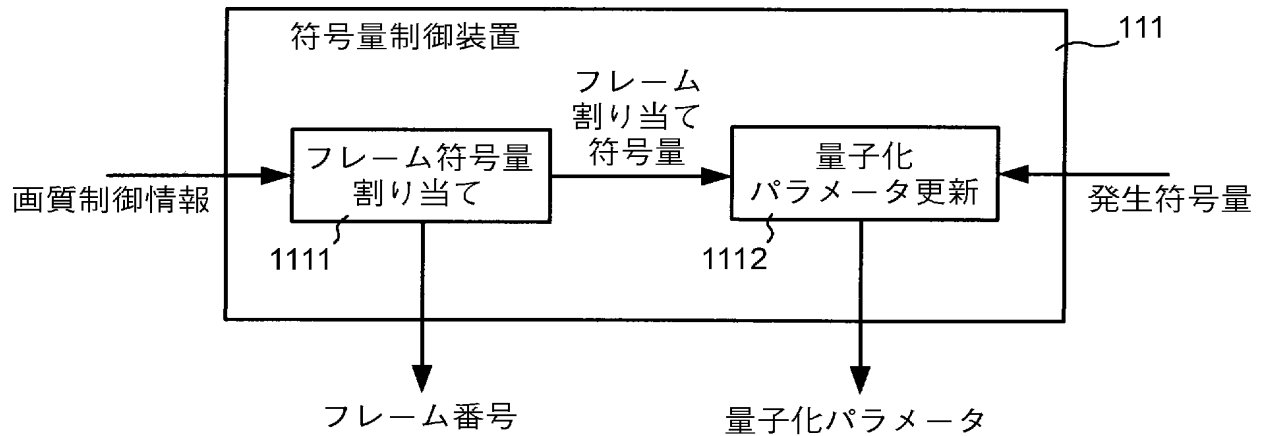 符号量制御装置
111
フレーム
割り当て
符号量
フレーム符号量
割り当て
量子化
パラメータ更新
画質制御情報
発生符号量
1111
1112
フレーム番号
量子化パラメータ